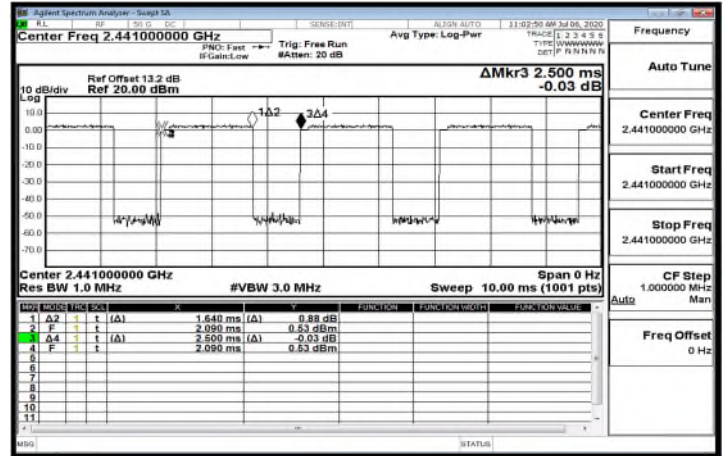 Agilent Spectrum Analyser - Swept SA
RL RF 50 Ω DC SENSE:INT ALIGN AUTO 11:02:50 AM Jul 06, 2020
Center Freq 2.441000000 GHz
PNO: Fast
IFGain:Low
Trig: Free Run
#Atten: 20 dB
Avg Type: Log-Pwr
TRACE 1 2 3 4 5 6
TYPE WWWWWW
DET P N N N N N
Ref Offset 13.2 dB
10 dB/div Ref 20.00 dBm
Log
ΔMkr3 2.500 ms
-0.03 dB
10.0
0.00
-10.0
-20.0
-30.0
-40.0
-50.0
-60.0
-70.0
1Δ2
3Δ4
Center 2.441000000 GHz Span 0 Hz
Res BW 1.0 MHz #VBW 3.0 MHz Sweep 10.00 ms (1001 pts)
MKR MODE TRC SCL X Y FUNCTION FUNCTION WIDTH FUNCTION VALUE
1 Δ2 1 t (Δ) 1.640 ms (Δ) 0.88 dB
2 F 1 t 2.090 ms 0.53 dBm
3 Δ4 1 t (Δ) 2.500 ms (Δ) -0.03 dB
4 F 1 t 2.090 ms 0.53 dBm
5
6
7
8
9
10
11
MSG STATUS
Frequency
Auto Tune
Center Freq
2.441000000 GHz
Start Freq
2.441000000 GHz
Stop Freq
2.441000000 GHz
CF Step
1.000000 MHz
Auto Man
Freq Offset
0 Hz